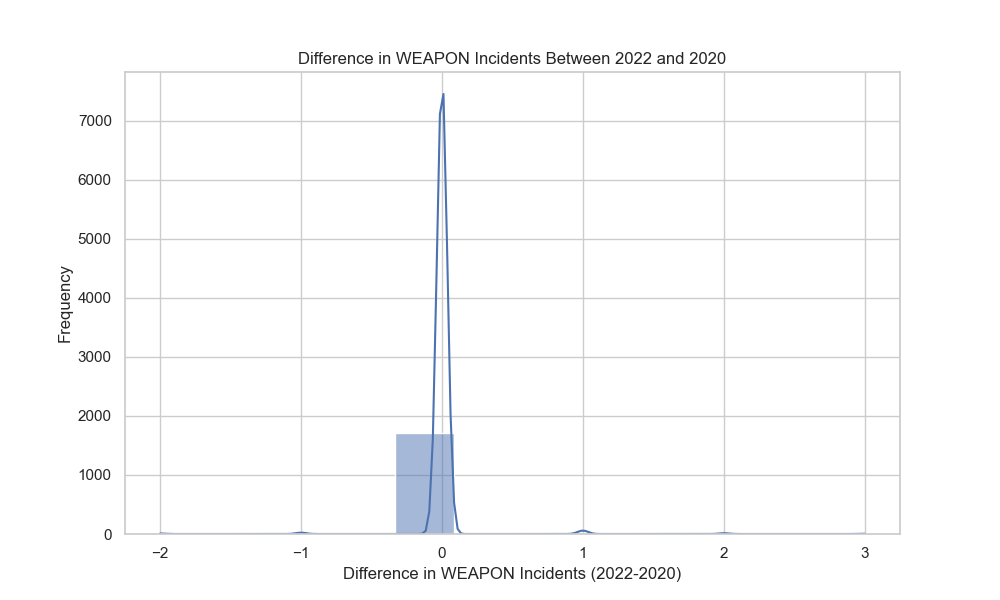 Difference in WEAPON Incidents Between 2022 and 2020
7000
6000
5000
4000
3000
2000
1000
0
Frequency
−2 −1 0 1 2 3
Difference in WEAPON Incidents (2022-2020)